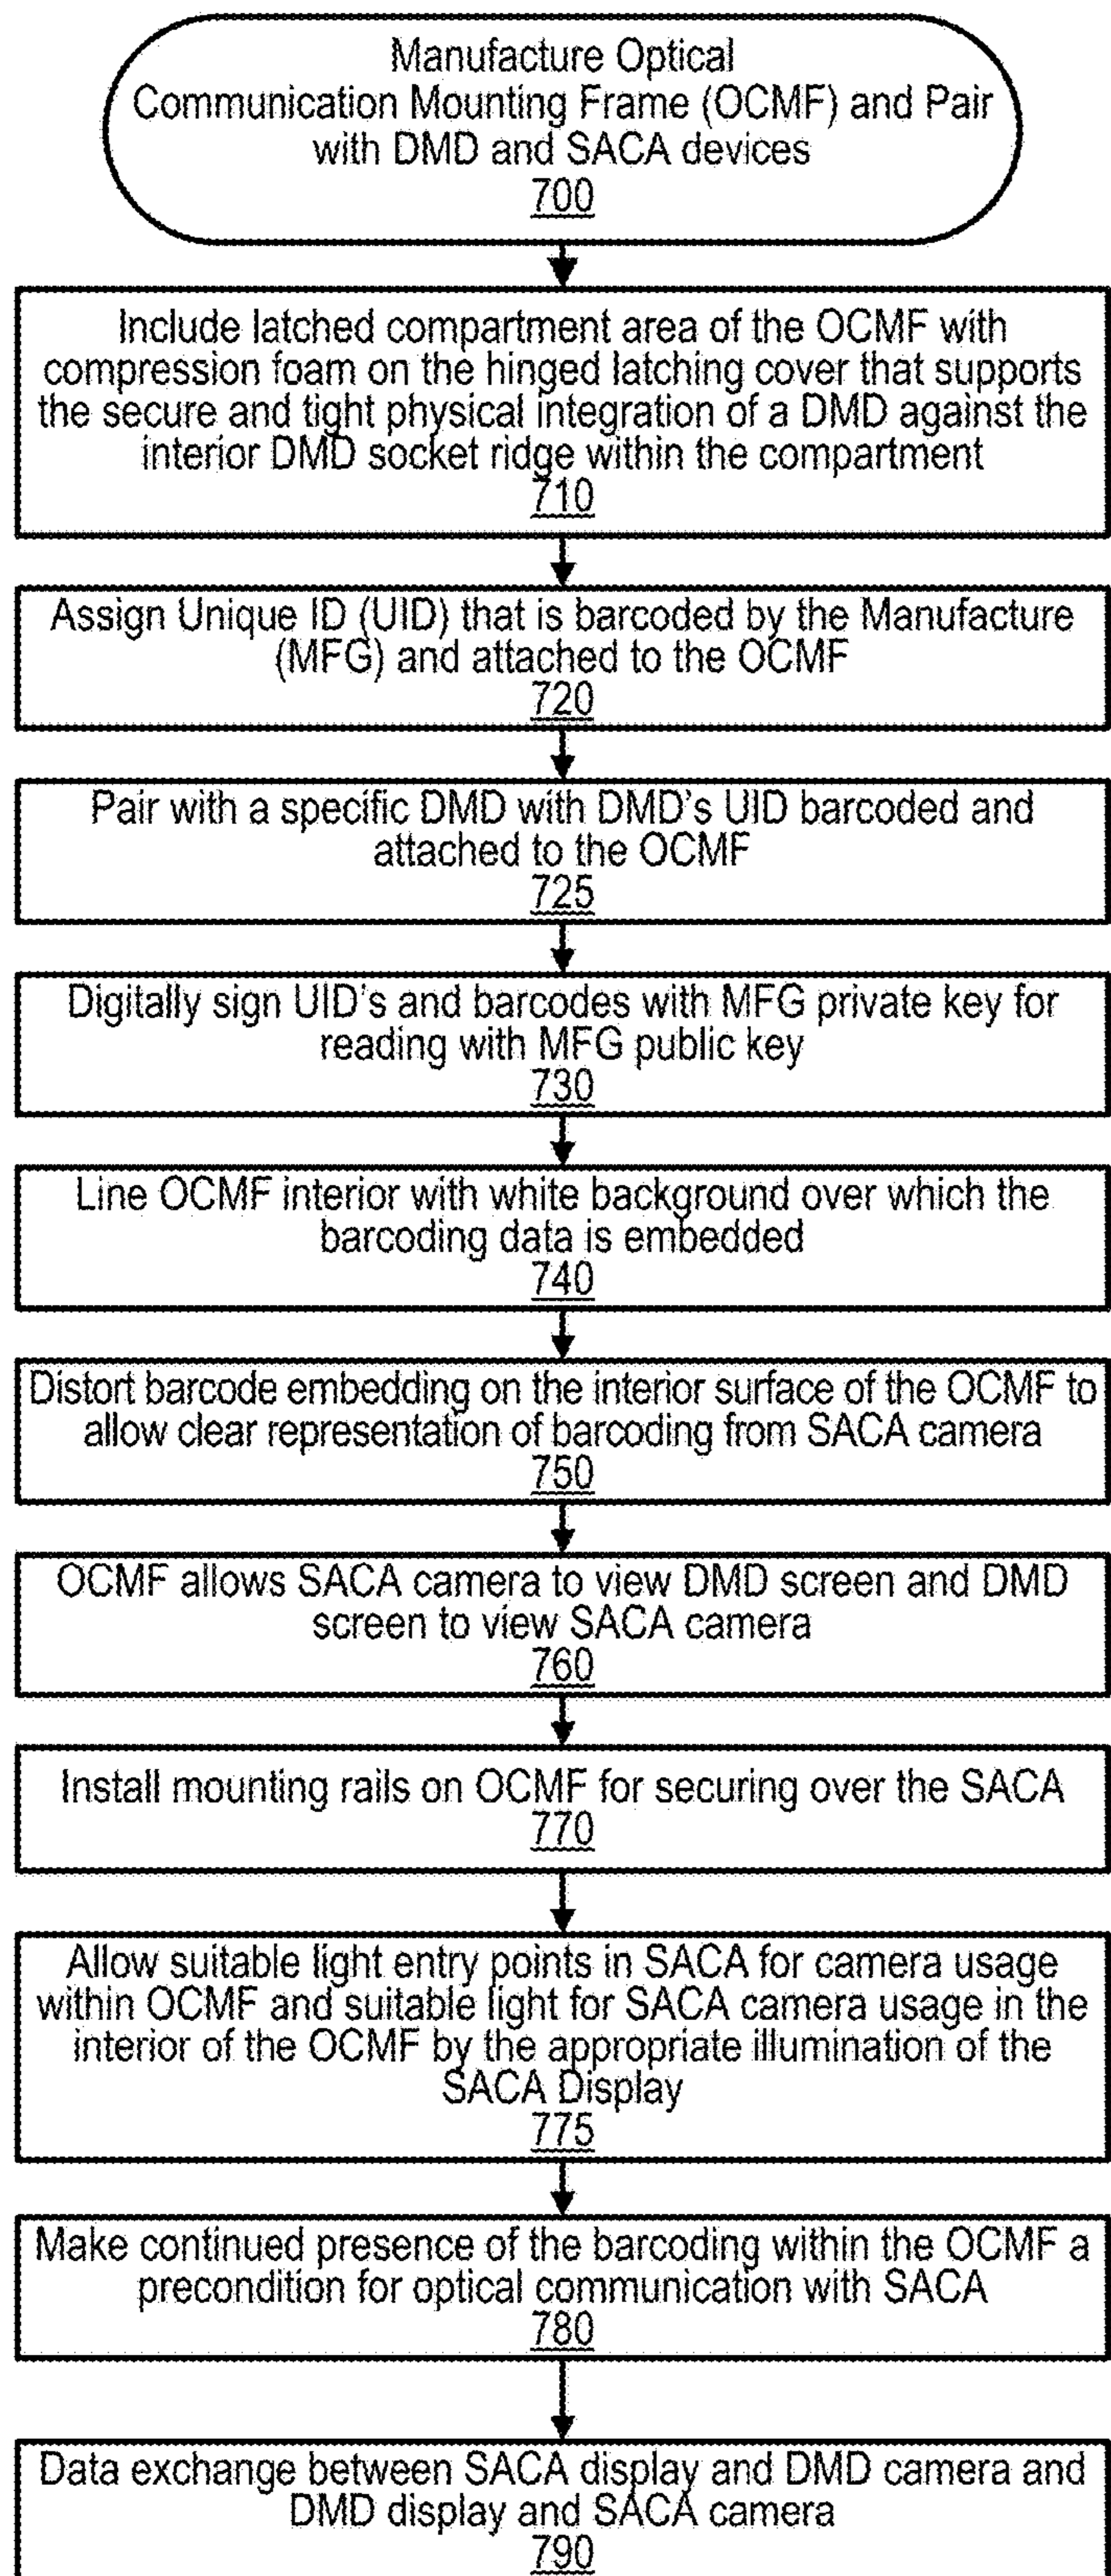 Manufacture Optical
Communication Mounting Frame (OCMF) and Pair
with DMD and SACA devices
700
Include latched compartment area of the OCMF with
compression foam on the hinged latching cover that supports
the secure and tight physical integration of a DMD against the
interior DMD socket ridge within the compartment
710
Assign Unique ID (UID) that is barcoded by the Manufacture
(MFG) and attached to the OCMF
720
Pair with a specific DMD with DMD's UID barcoded and
attached to the OCMF
725
Digitally sign UID's and barcodes with MFG private key for
reading with MFG public key
730
Line OCMF interior with white background over which the
barcoding data is embedded
740
Distort barcode embedding on the interior surface of the OCMF to
allow clear representation of barcoding from SACA camera
750
OCMF allows SACA camera to view DMD screen and DMD
screen to view SACA camera
760
Install mounting rails on OCMF for securing over the SACA
770
Allow suitable light entry points in SACA for camera usage
within OCMF and suitable light for SACA camera usage in the
interior of the OCMF by the appropriate illumination of the
SACA Display
775
Make continued presence of the barcoding within the OCMF a
precondition for optical communication with SACA
780
Data exchange between SACA display and DMD camera and
DMD display and SACA camera
790